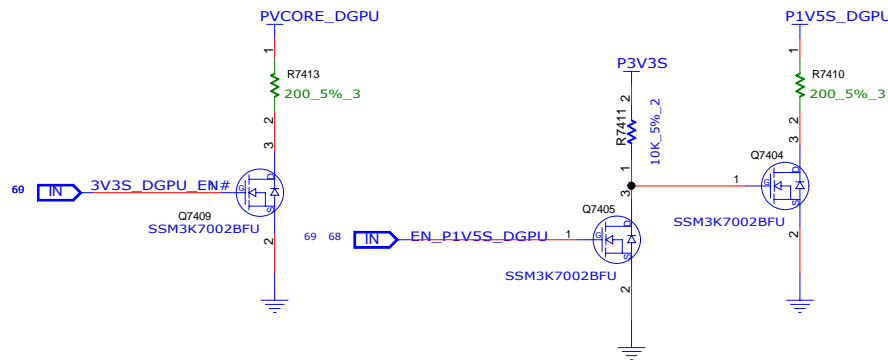 PVCORE_DGPU
1
R7413
200_5%_3
2
3
D
G
S
69 IN 3V3S_DGPU_EN#
Q7409
SSM3K7002BFU
2
P3V3S
2
R7411
10K_5%_2
1
3
Q7405
D
G
S
69 68 IN EN_P1V5S_DGPU 1
SSM3K7002BFU
2
P1V5S_DGPU
1
R7410
200_5%_3
2
3
Q7404
1
D
G
S
SSM3K7002BFU
2